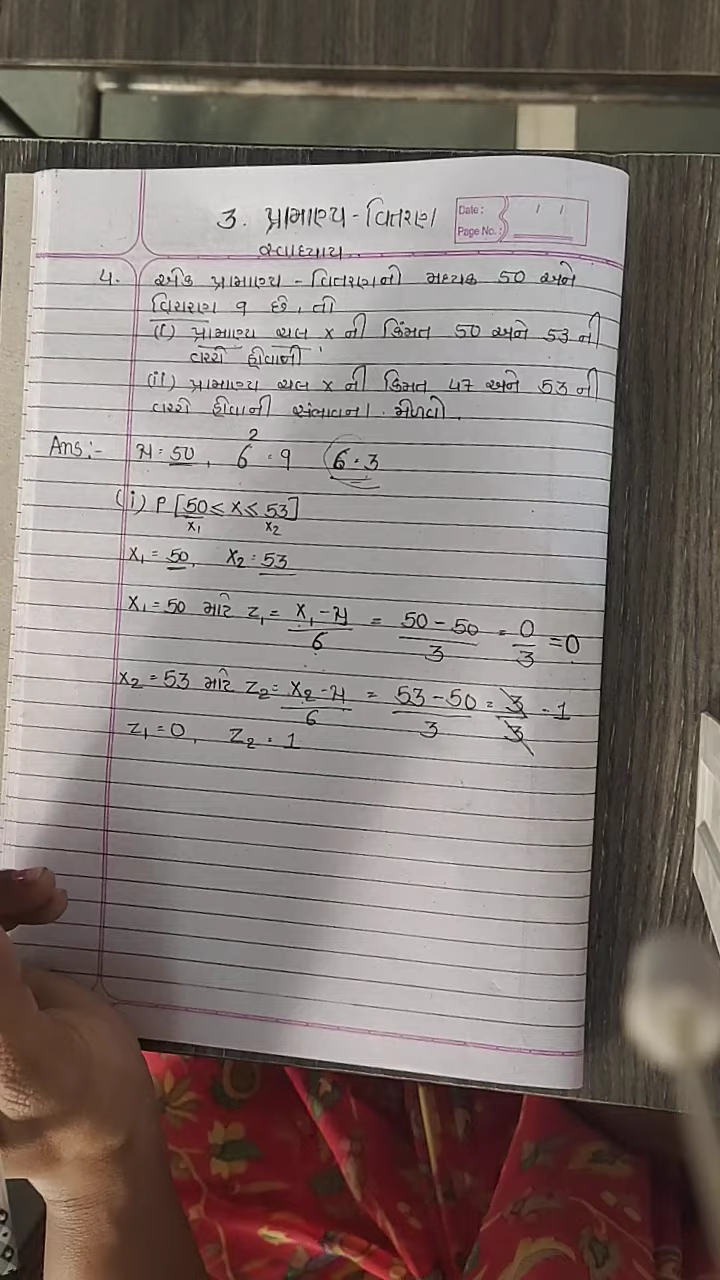 3. પ્રામાણ્ય-વિતરણ
Date : / /
Page No. :
સ્વાધ્યાય..
4. એક પ્રામાણ્ય - વિતરણનો મધ્યક 50 અને
વિચરણ 9 છે, તો
(i) પ્રામાણ્ય ચલ x ની કિંમત 50 અને 53 ની
વચ્ચે હોવાની
(ii) પ્રામાણ્ય ચલ x ની કિંમત 47 અને 53 ની
વચ્ચે હોવાની સંભાવના મેળવો.
Ans :- μ = 50, σ² = 9 σ = 3
(i) P [50 ≤ x ≤ 53]
x₁ x₂
x₁ = 50, x₂ = 53
x₁ = 50 માટે z₁ = x₁-μ/σ = 50-50/3 = 0/3 = 0
x₂ = 53 માટે z₂ = x₂-μ/σ = 53-50/3 = 3/3 = 1
z₁ = 0, z₂ = 1